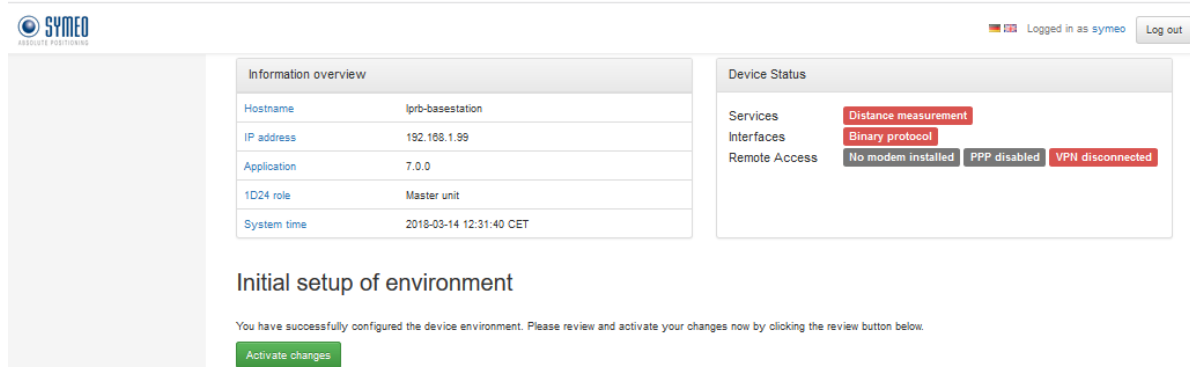 SYMEO
ABSOLUTE POSITIONING
Logged in as symeo
Log out
Information overview
Hostname lprb-basestation
IP address 192.168.1.99
Application 7.0.0
1D24 role Master unit
System time 2018-03-14 12:31:40 CET
Device Status
Services Distance measurement
Interfaces Binary protocol
Remote Access No modem installed PPP disabled VPN disconnected
Initial setup of environment
You have successfully configured the device environment. Please review and activate your changes now by clicking the review button below.
Activate changes